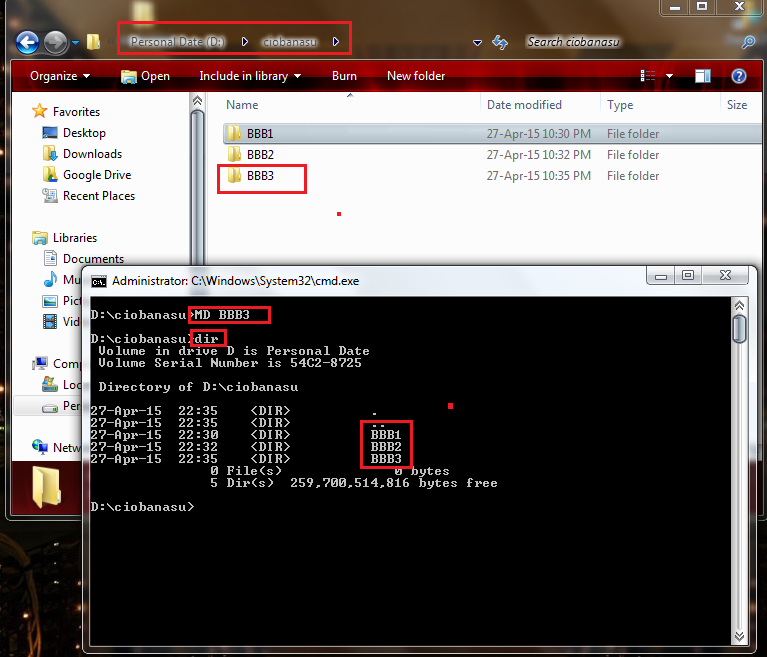 Personal Date (D:) ciobanasu Search ciobanasu
Organize Open Include in library Burn New folder
Name Date modified Type Size
Favorites
Desktop
Downloads
Google Drive
Recent Places
Libraries
Documents
Mu
Pict
Vid
Comp
Loc
Per
Netw
BBB1 27-Apr-15 10:30 PM File folder
BBB2 27-Apr-15 10:32 PM File folder
BBB3 27-Apr-15 10:35 PM File folder
C:\ Administrator: C:\Windows\System32\cmd.exe
D:\ciobanasu>MD BBB3
D:\ciobanasu>dir
Volume in drive D is Personal Date
Volume Serial Number is 54C2-8725
Directory of D:\ciobanasu
27-Apr-15 22:35 <DIR> .
27-Apr-15 22:35 <DIR> ..
27-Apr-15 22:30 <DIR> BBB1
27-Apr-15 22:32 <DIR> BBB2
27-Apr-15 22:35 <DIR> BBB3
0 File(s) 0 bytes
5 Dir(s) 259,700,514,816 bytes free
D:\ciobanasu>